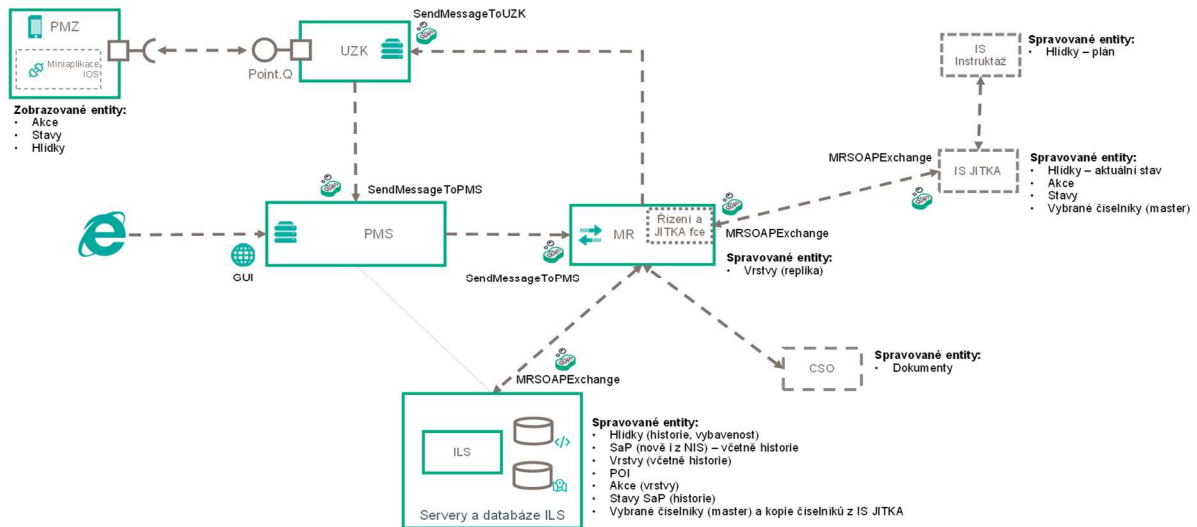 PMZ
Miniaplikace
IOS
Zobrazované entity:
• Akce
• Stavy
• Hlídky
Point.Q
UZK
SendMessageToUZK
IS
Instruktáž
Spravované entity:
• Hlídky – plán
MRSOAPExchange
IS JITKA
Spravované entity:
• Hlídky – aktuální stav
• Akce
• Stavy
• Vybrané číselníky (master)
SendMessageToPMS
GUI
PMS
SendMessageToPMS
MR
Řízení a
JITKA fce
MRSOAPExchange
Spravované entity:
• Vrstvy (replika)
MRSOAPExchange
CSO
Spravované entity:
• Dokumenty
ILS
Servery a databáze ILS
Spravované entity:
• Hlídky (historie, vybavenost)
• SaP (nově i z NIS) – včetně historie
• Vrstvy (včetně historie)
• POI
• Akce (vrstvy)
• Stavy SaP (historie)
• Vybrané číselníky (master) a kopie číselníků z IS JITKA